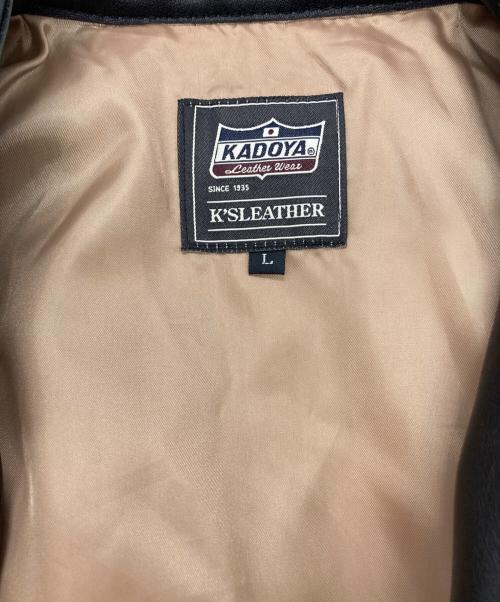 KADOYA®
Leather Wear
SINCE 1935
K'SLEATHER
L